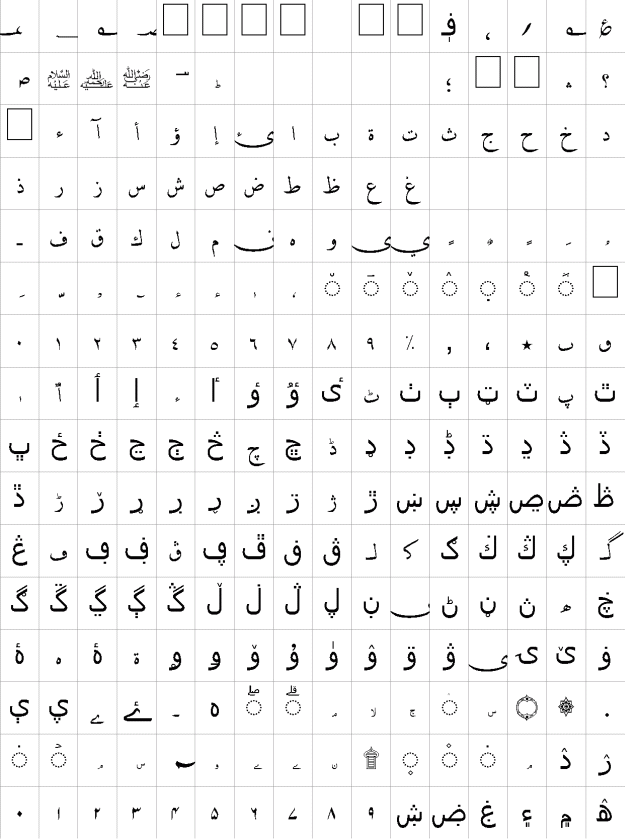 ؀ ؁ ؂ ؃ ؋ ، ؍ ؎ ؏
ؐ ؑ ؒ ؓ ؔ ؕ ؛ ؞ ؟
ء آ أ ؤ إ ئ ا ب ة ت ث ج ح خ د
ذ ر ز س ش ص ض ط ظ ع غ
ـ ف ق ك ل م ن ه و ى ي ً ٌ ٍ َ ُ
ِ ّ ْ ٓ ٔ ٕ ٖ ٗ ٘ ٙ ٚ ٛ ٜ ٝ ٞ
٠ ١ ٢ ٣ ٤ ٥ ٦ ٧ ٨ ٩ ٪ ٫ ٬ ٭ ٮ ٯ
ٰ ٱ ٲ ٳ ٴ ٵ ٶ ٷ ٸ ٹ ٺ ٻ ټ ٽ پ ٿ
ڀ ځ ڂ ڃ ڄ څ چ ڇ ڈ ډ ڊ ڋ ڌ ڍ ڎ ڏ
ڐ ڑ ڒ ړ ڔ ڕ ږ ڗ ژ ڙ ښ ڛ ڜ ڝ ڞ ڟ
ڠ ڡ ڢ ڣ ڤ ڥ ڦ ڧ ڨ ک ڪ ګ ڬ ڭ ڮ گ
ڰ ڱ ڲ ڳ ڴ ڵ ڶ ڷ ڸ ڹ ں ڻ ڼ ڽ ھ ڿ
ۀ ہ ۂ ۃ ۄ ۅ ۆ ۇ ۈ ۉ ۊ ۋ ی ۍ ێ ۏ
ې ۑ ے ۓ ۔ ە ۖ ۗ ۘ ۙ ۚ ۛ ۜ ۝ ۞ ۟
۠ ۡ ۢ ۣ ۤ ۥ ۦ ۧ ۨ ۩ ۪ ۫ ۬ ۭ ۮ ۯ
۰ ۱ ۲ ۳ ۴ ۵ ۶ ۷ ۸ ۹ ۺ ۻ ۼ ۽ ۾ ۿ